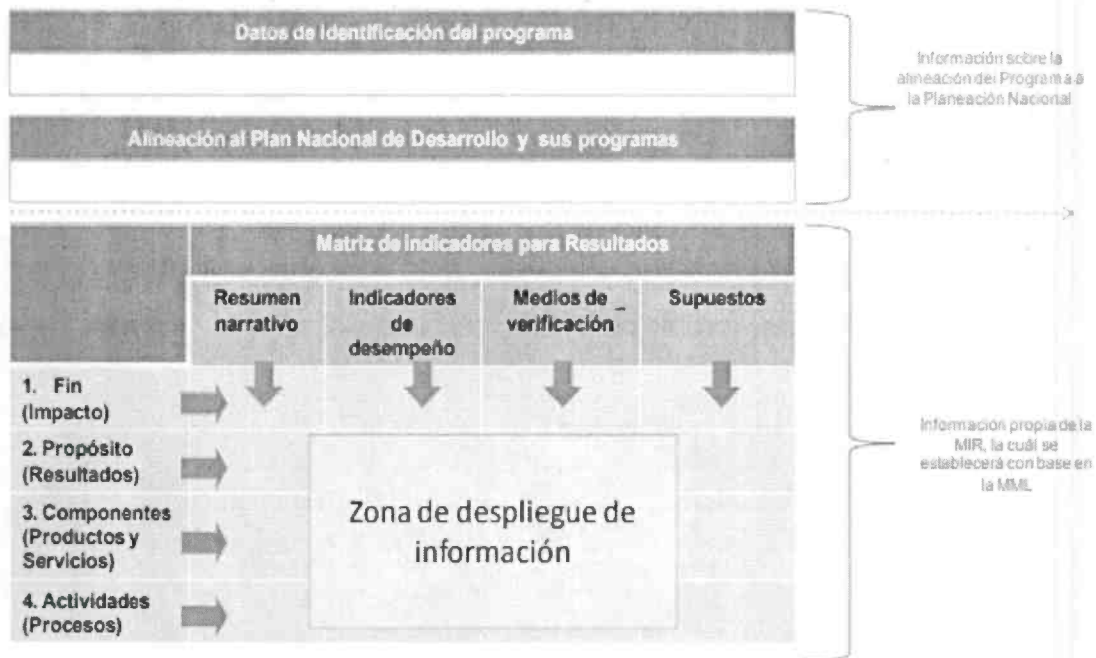 Datos de Identificación del programa
Información sobre la
alineación del Programa a
la Planeación Nacional
Alineación al Plan Nacional de Desarrollo y sus programas
Matriz de indicadores para Resultados
Resumen
narrativo
Indicadores
de
desempeño
Medios de
verificación
Supuestos
1. Fin
(Impacto)
2. Propósito
(Resultados)
3. Componentes
(Productos y
Servicios)
4. Actividades
(Procesos)
Zona de despliegue de
información
Información propia de la
MIR, la cuál se
establecerá con base en
la MML